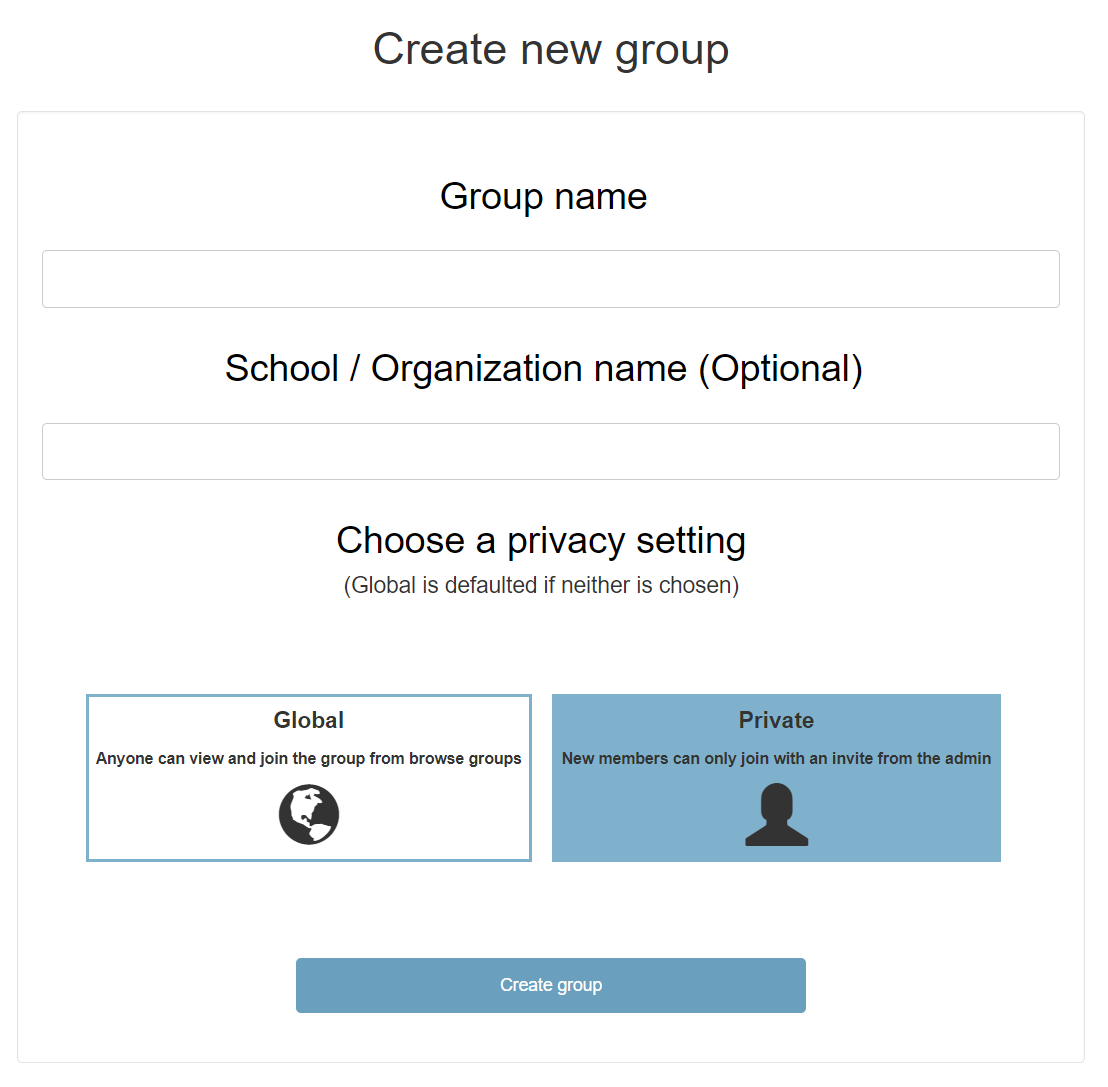 Create new group
Group name
School / Organization name (Optional)
Choose a privacy setting
(Global is defaulted if neither is chosen)
Global
Anyone can view and join the group from browse groups
Private
New members can only join with an invite from the admin
Create group